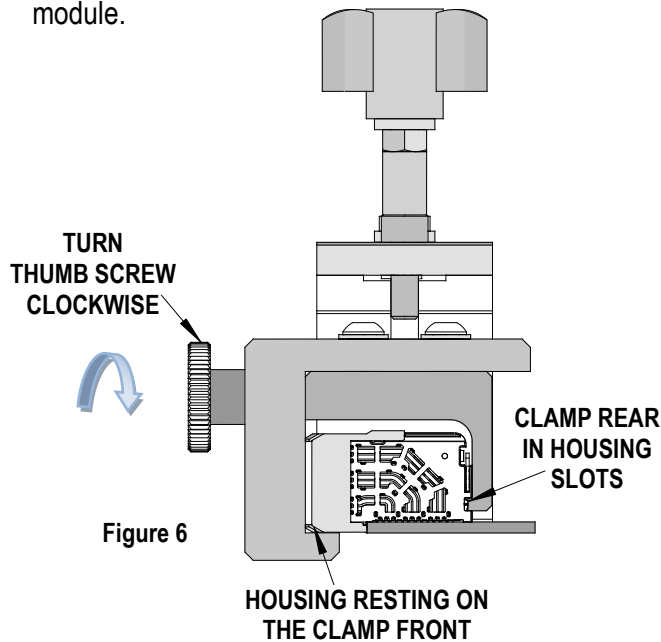 module.
TURN
THUMB SCREW
CLOCKWISE
CLAMP REAR
IN HOUSING
SLOTS
Figure 6
HOUSING RESTING ON
THE CLAMP FRONT